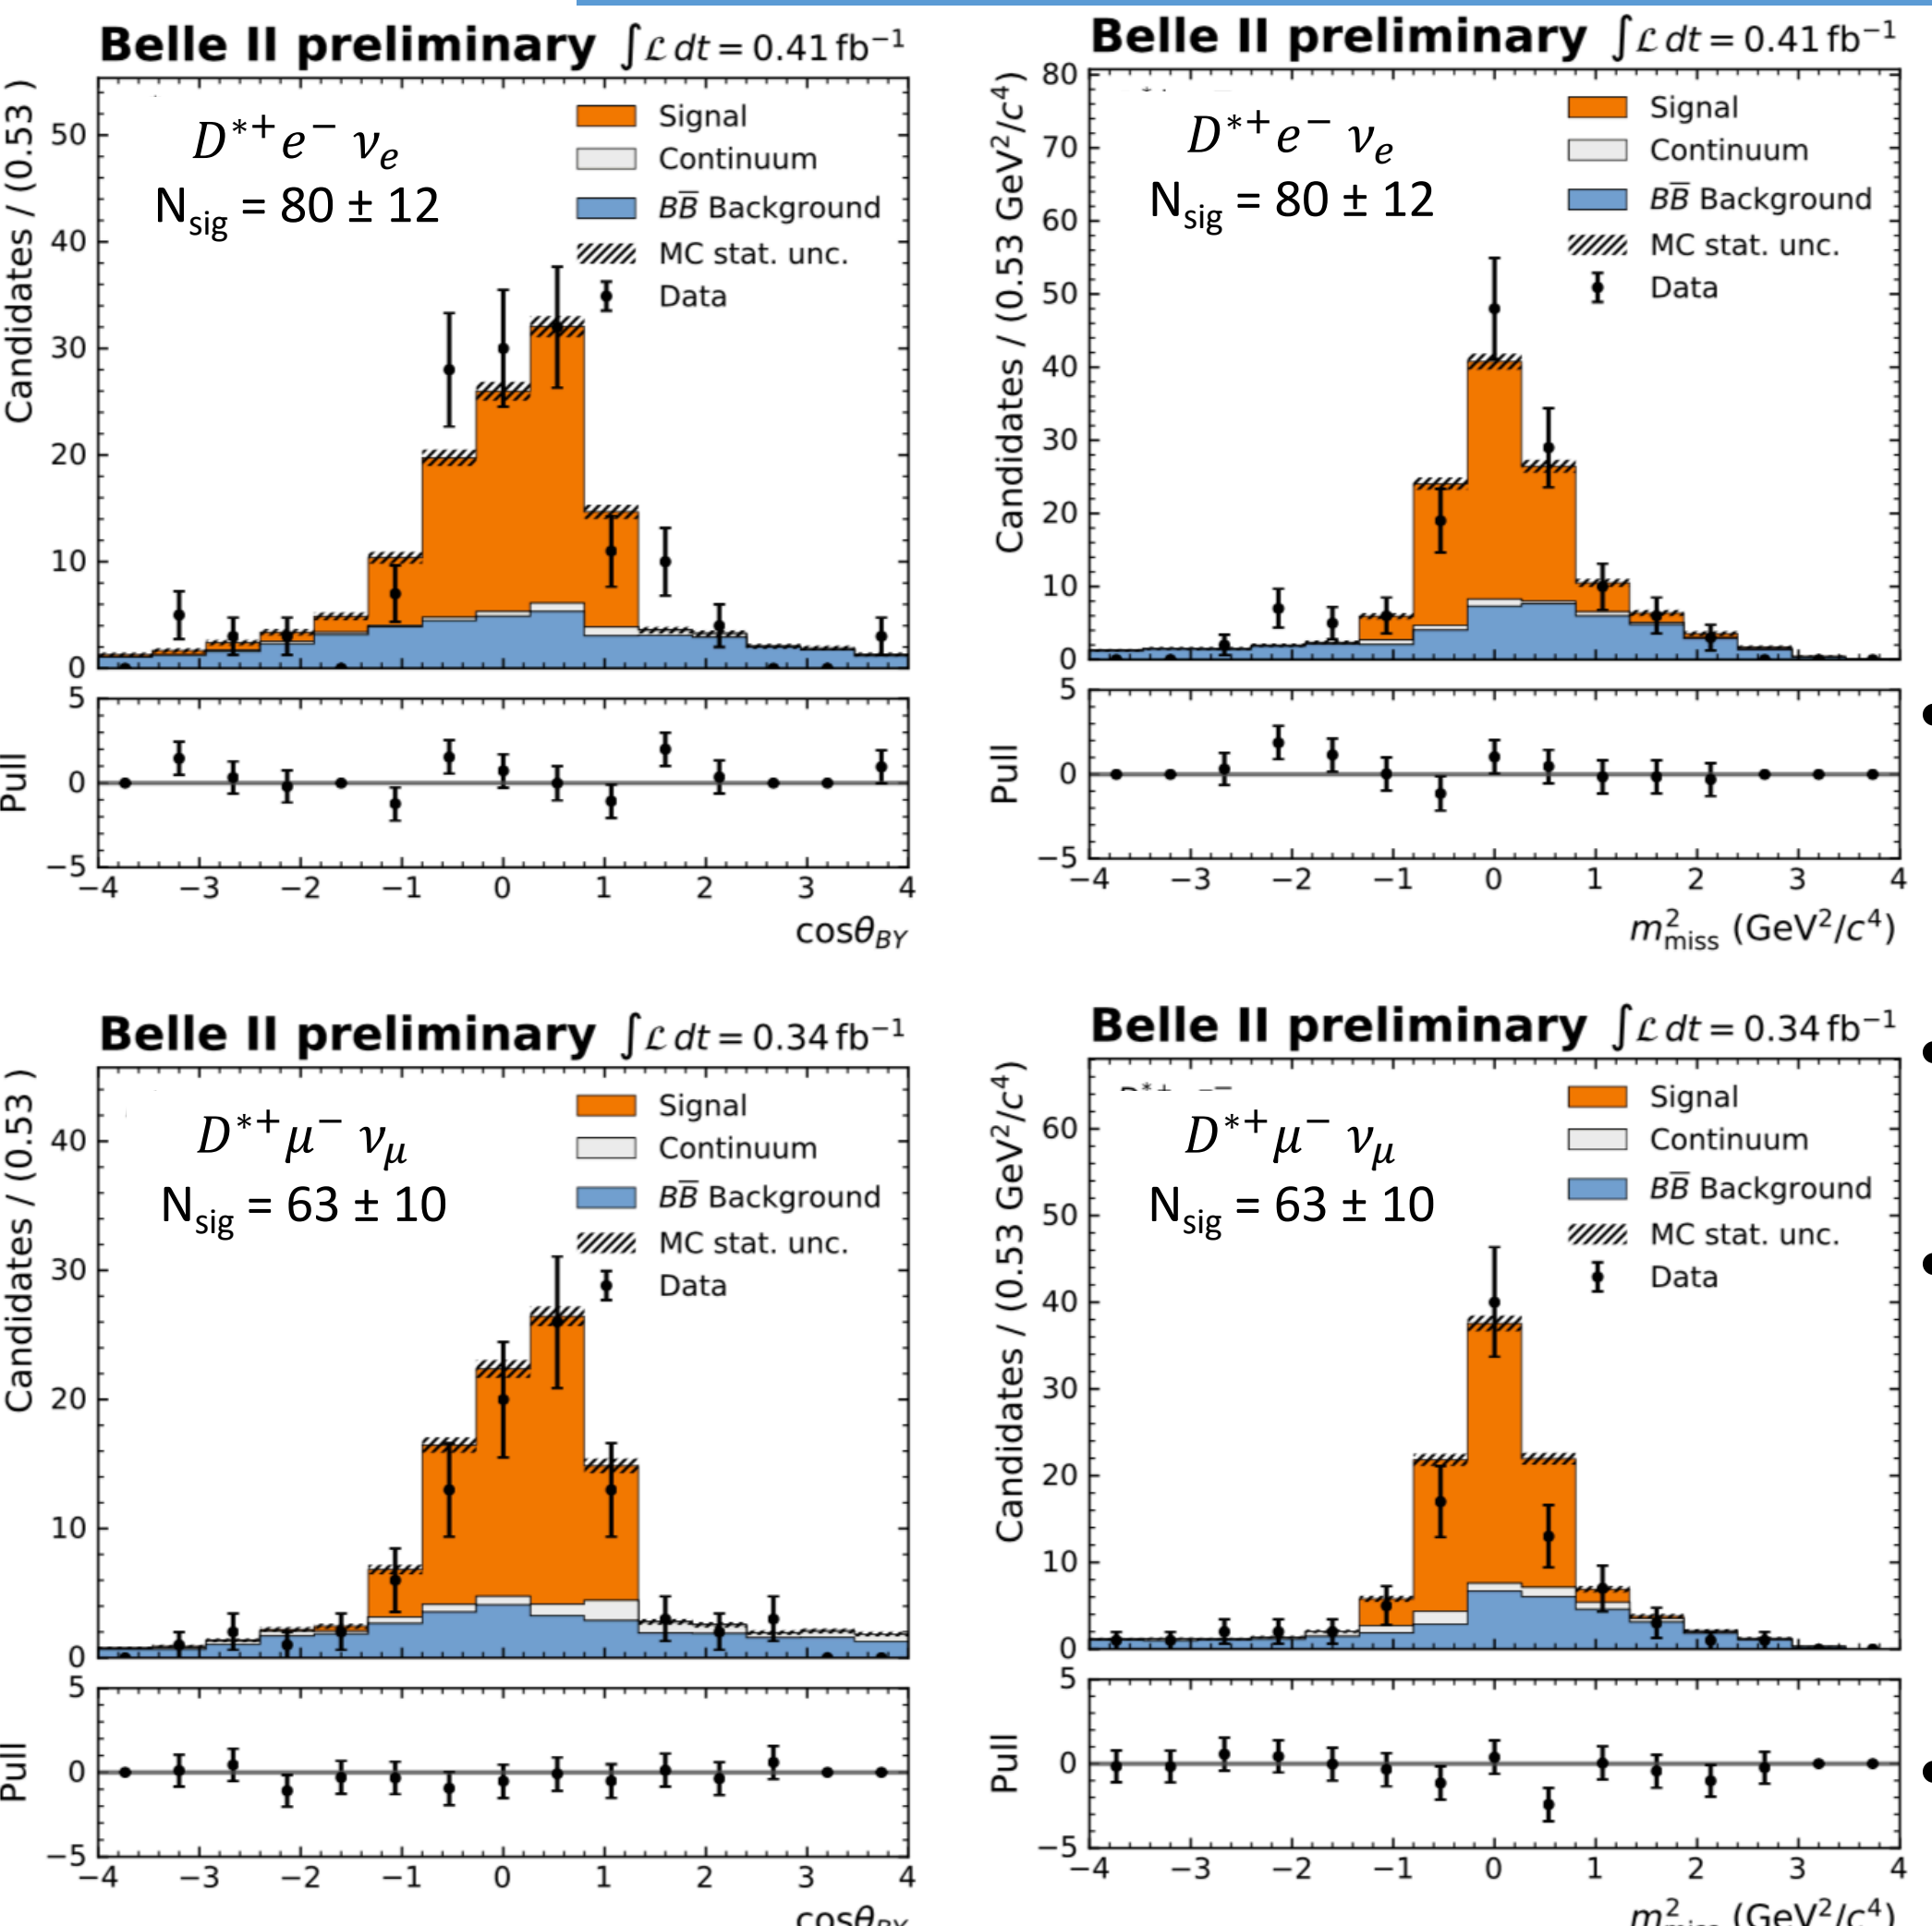 Belle II preliminary ∫ℒ dt = 0.41 fb⁻¹
Candidates / (0.53 )
50
40
30
20
10
0
D*⁺e⁻ νₑ
N_sig = 80 ± 12
Signal
Continuum
BB̅ Background
MC stat. unc.
Data
Pull
5
0
−5
−4 −3 −2 −1 0 1 2 3 4
cosθ_BY
Belle II preliminary ∫ℒ dt = 0.41 fb⁻¹
Candidates / (0.53 GeV²/c⁴)
80
70
60
50
40
30
20
10
0
D*⁺e⁻ νₑ
N_sig = 80 ± 12
Signal
Continuum
BB̅ Background
MC stat. unc.
Data
Pull
5
0
−5
−4 −3 −2 −1 0 1 2 3 4
m²_miss (GeV²/c⁴)
Belle II preliminary ∫ℒ dt = 0.34 fb⁻¹
Candidates / (0.53 )
40
30
20
10
0
D*⁺μ⁻ ν_μ
N_sig = 63 ± 10
Signal
Continuum
BB̅ Background
MC stat. unc.
Data
Pull
5
0
−5
−4 −3 −2 −1 0 1 2 3 4
cosθ_BY
Belle II preliminary ∫ℒ dt = 0.34 fb⁻¹
Candidates / (0.53 GeV²/c⁴)
60
50
40
30
20
10
0
D*⁺μ⁻ ν_μ
N_sig = 63 ± 10
Signal
Continuum
BB̅ Background
MC stat. unc.
Data
Pull
5
0
−5
−4 −3 −2 −1 0 1 2 3 4
m²_miss (GeV²/c⁴)